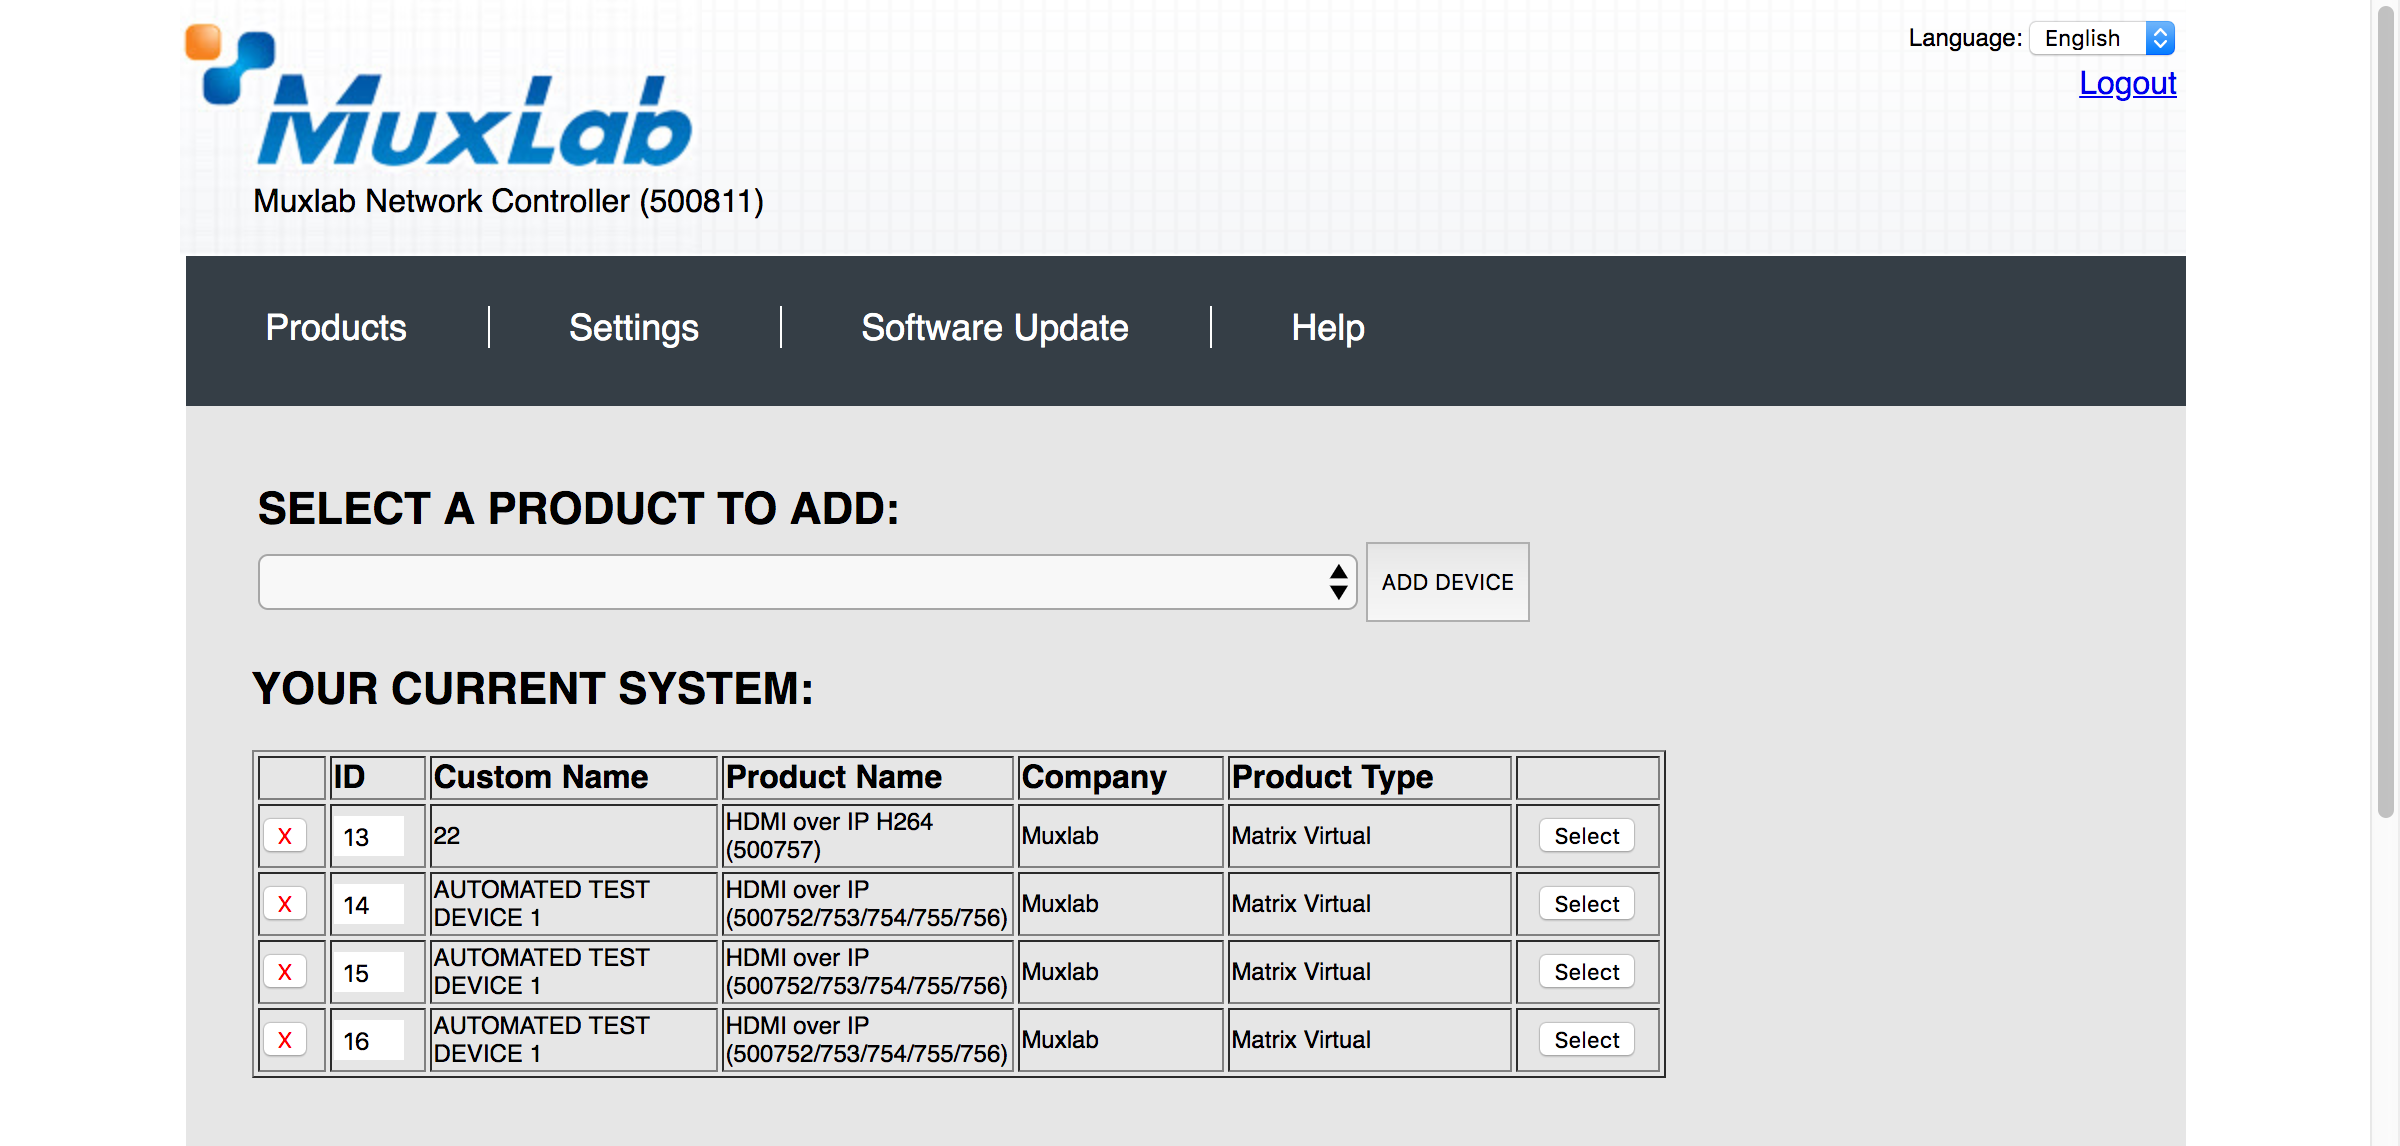 Language: English
Logout
MuxLab
Muxlab Network Controller (500811)
Products
Settings
Software Update
Help
SELECT A PRODUCT TO ADD:
ADD DEVICE
YOUR CURRENT SYSTEM:
ID Custom Name Product Name Company Product Type
X 13 22 HDMI over IP H264 (500757) Muxlab Matrix Virtual Select
X 14 AUTOMATED TEST DEVICE 1 HDMI over IP (500752/753/754/755/756) Muxlab Matrix Virtual Select
X 15 AUTOMATED TEST DEVICE 1 HDMI over IP (500752/753/754/755/756) Muxlab Matrix Virtual Select
X 16 AUTOMATED TEST DEVICE 1 HDMI over IP (500752/753/754/755/756) Muxlab Matrix Virtual Select